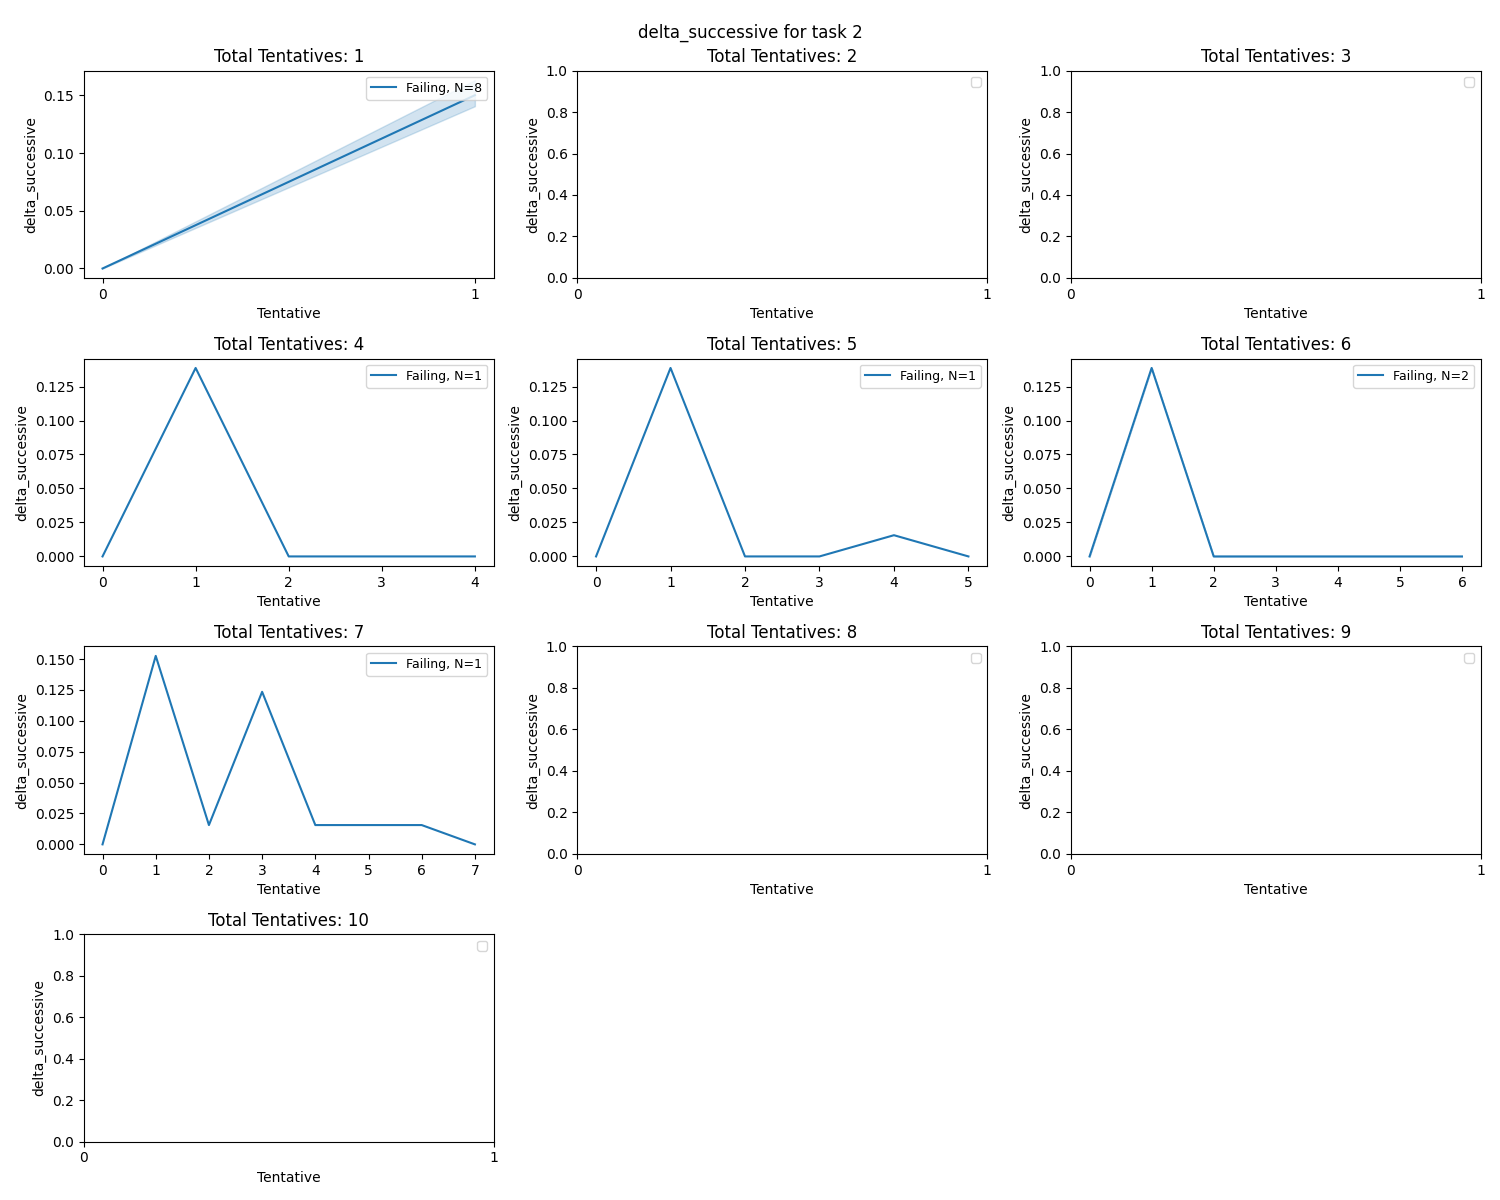 delta_successive for task 2
Total Tentatives: 1
Failing, N=8
0.15
0.10
0.05
0.00
delta_successive
0 1
Tentative
Total Tentatives: 2
1.0
0.8
0.6
0.4
0.2
0.0
delta_successive
0 1
Tentative
Total Tentatives: 3
1.0
0.8
0.6
0.4
0.2
0.0
delta_successive
0 1
Tentative
Total Tentatives: 4
Failing, N=1
0.125
0.100
0.075
0.050
0.025
0.000
delta_successive
0 1 2 3 4
Tentative
Total Tentatives: 5
Failing, N=1
0.125
0.100
0.075
0.050
0.025
0.000
delta_successive
0 1 2 3 4 5
Tentative
Total Tentatives: 6
Failing, N=2
0.125
0.100
0.075
0.050
0.025
0.000
delta_successive
0 1 2 3 4 5 6
Tentative
Total Tentatives: 7
Failing, N=1
0.150
0.125
0.100
0.075
0.050
0.025
0.000
delta_successive
0 1 2 3 4 5 6 7
Tentative
Total Tentatives: 8
1.0
0.8
0.6
0.4
0.2
0.0
delta_successive
0 1
Tentative
Total Tentatives: 9
1.0
0.8
0.6
0.4
0.2
0.0
delta_successive
0 1
Tentative
Total Tentatives: 10
1.0
0.8
0.6
0.4
0.2
0.0
delta_successive
0 1
Tentative